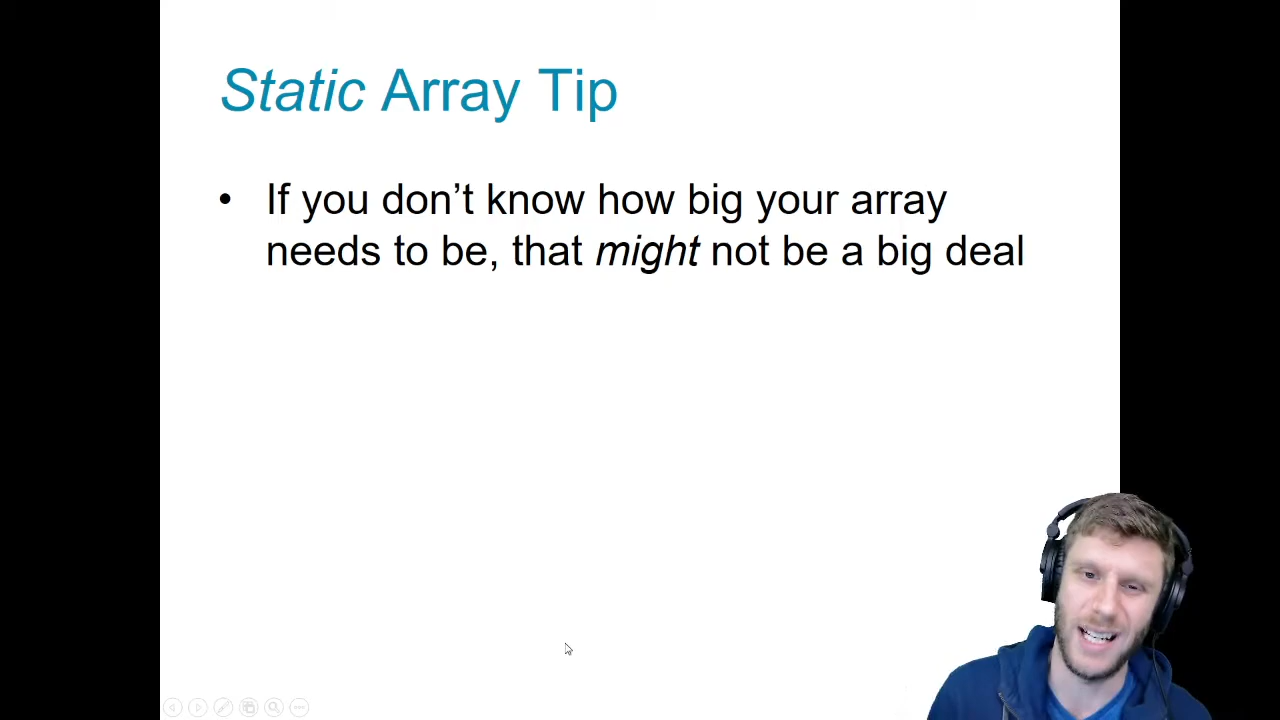 Static Array Tip
• If you don’t know how big your array
needs to be, that might not be a big deal